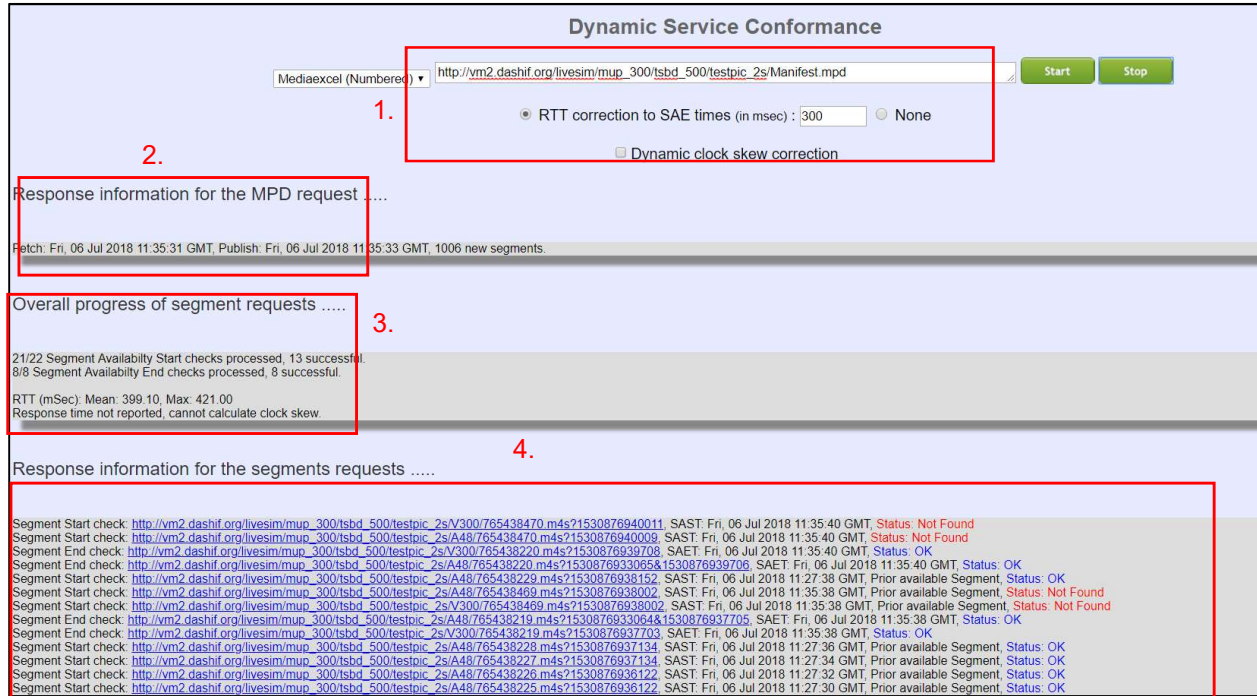 Dynamic Service Conformance
Mediaexcel (Numbered) http://vm2.dashif.org/livesim/mup_300/tsbd_500/testpic_2s/Manifest.mpd Start Stop
1. RTT correction to SAE times (in msec) : 300 None
Dynamic clock skew correction
2.
Response information for the MPD request .....
Fetch: Fri, 06 Jul 2018 11:35:31 GMT, Publish: Fri, 06 Jul 2018 11:35:33 GMT, 1006 new segments.
Overall progress of segment requests .....
3.
21/22 Segment Availabilty Start checks processed, 13 successful.
8/8 Segment Availabilty End checks processed, 8 successful.
RTT (mSec): Mean: 399.10, Max: 421.00
Response time not reported, cannot calculate clock skew.
4.
Response information for the segments requests .....
Segment Start check: http://vm2.dashif.org/livesim/mup_300/tsbd_500/testpic_2s/V300/765438470.m4s?1530876940011, SAST: Fri, 06 Jul 2018 11:35:40 GMT, Status: Not Found
Segment Start check: http://vm2.dashif.org/livesim/mup_300/tsbd_500/testpic_2s/A48/765438470.m4s?1530876940009, SAST: Fri, 06 Jul 2018 11:35:40 GMT, Status: Not Found
Segment End check: http://vm2.dashif.org/livesim/mup_300/tsbd_500/testpic_2s/V300/765438220.m4s?1530876939708, SAET: Fri, 06 Jul 2018 11:35:40 GMT, Status: OK
Segment End check: http://vm2.dashif.org/livesim/mup_300/tsbd_500/testpic_2s/A48/765438220.m4s?1530876933065&1530876939706, SAET: Fri, 06 Jul 2018 11:35:40 GMT, Status: OK
Segment Start check: http://vm2.dashif.org/livesim/mup_300/tsbd_500/testpic_2s/A48/765438229.m4s?1530876938152, SAST: Fri, 06 Jul 2018 11:27:38 GMT, Prior available Segment, Status: OK
Segment Start check: http://vm2.dashif.org/livesim/mup_300/tsbd_500/testpic_2s/A48/765438469.m4s?1530876938002, SAST: Fri, 06 Jul 2018 11:35:38 GMT, Prior available Segment, Status: Not Found
Segment Start check: http://vm2.dashif.org/livesim/mup_300/tsbd_500/testpic_2s/V300/765438469.m4s?1530876938002, SAST: Fri, 06 Jul 2018 11:35:38 GMT, Prior available Segment, Status: Not Found
Segment End check: http://vm2.dashif.org/livesim/mup_300/tsbd_500/testpic_2s/A48/765438219.m4s?1530876933064&1530876937705, SAET: Fri, 06 Jul 2018 11:35:38 GMT, Status: OK
Segment End check: http://vm2.dashif.org/livesim/mup_300/tsbd_500/testpic_2s/V300/765438219.m4s?1530876937703, SAET: Fri, 06 Jul 2018 11:35:38 GMT, Status: OK
Segment Start check: http://vm2.dashif.org/livesim/mup_300/tsbd_500/testpic_2s/A48/765438228.m4s?1530876937134, SAST: Fri, 06 Jul 2018 11:27:36 GMT, Prior available Segment, Status: OK
Segment Start check: http://vm2.dashif.org/livesim/mup_300/tsbd_500/testpic_2s/A48/765438227.m4s?1530876937134, SAST: Fri, 06 Jul 2018 11:27:34 GMT, Prior available Segment, Status: OK
Segment Start check: http://vm2.dashif.org/livesim/mup_300/tsbd_500/testpic_2s/A48/765438226.m4s?1530876936122, SAST: Fri, 06 Jul 2018 11:27:32 GMT, Prior available Segment, Status: OK
Segment Start check: http://vm2.dashif.org/livesim/mup_300/tsbd_500/testpic_2s/A48/765438225.m4s?1530876936122, SAST: Fri, 06 Jul 2018 11:27:30 GMT, Prior available Segment, Status: OK